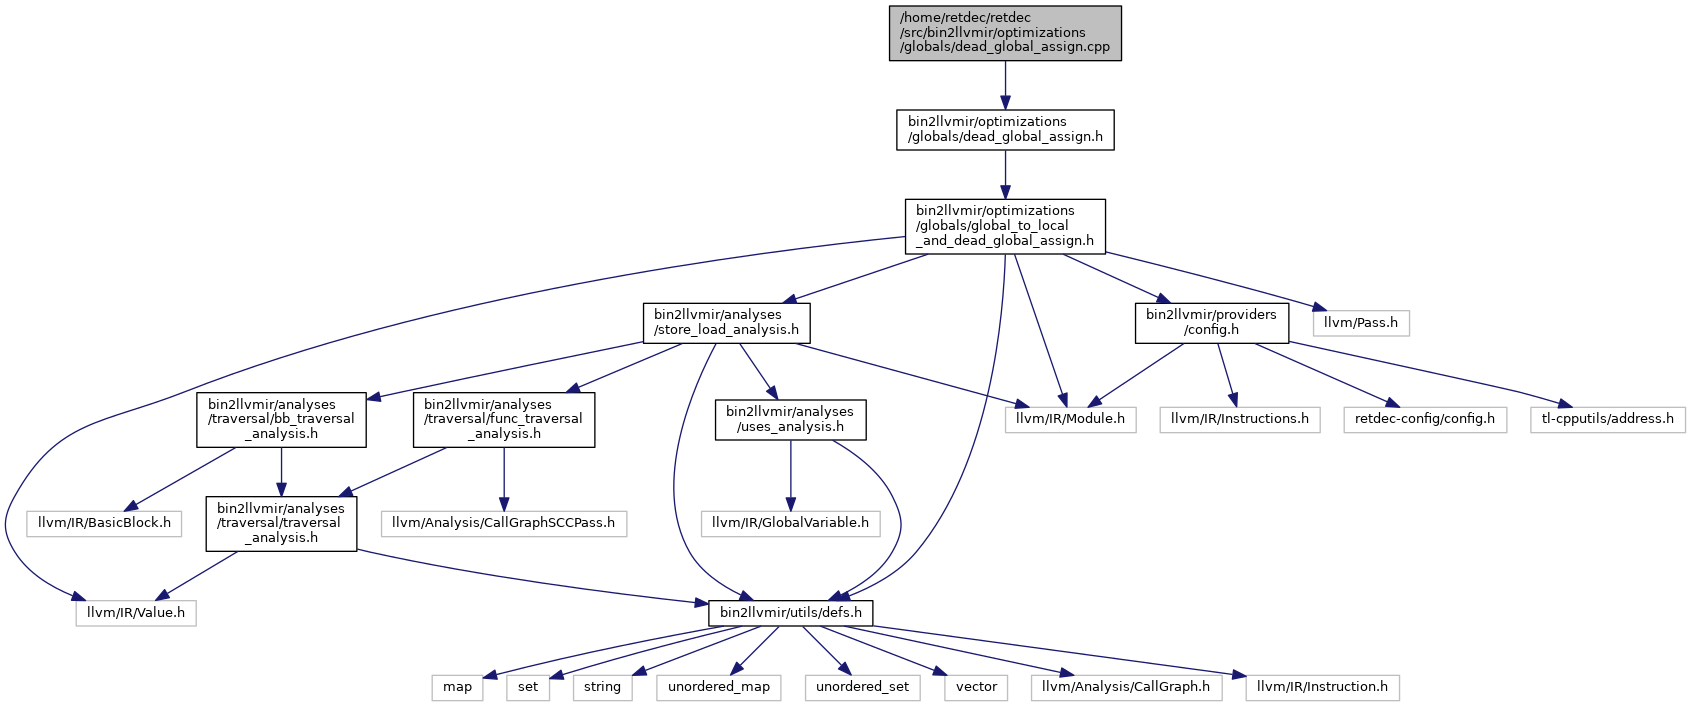 /home/retdec/retdec
/src/bin2llvmir/optimizations
/globals/dead_global_assign.cpp
bin2llvmir/optimizations
/globals/dead_global_assign.h
bin2llvmir/optimizations
/globals/global_to_local
_and_dead_global_assign.h
bin2llvmir/analyses
/store_load_analysis.h
bin2llvmir/providers
/config.h
llvm/Pass.h
bin2llvmir/analyses
/traversal/bb_traversal
_analysis.h
bin2llvmir/analyses
/traversal/func_traversal
_analysis.h
bin2llvmir/analyses
/uses_analysis.h
llvm/IR/Module.h
llvm/IR/Instructions.h
retdec-config/config.h
tl-cpputils/address.h
llvm/IR/BasicBlock.h
bin2llvmir/analyses
/traversal/traversal
_analysis.h
llvm/Analysis/CallGraphSCCPass.h
llvm/IR/GlobalVariable.h
llvm/IR/Value.h
bin2llvmir/utils/defs.h
map
set
string
unordered_map
unordered_set
vector
llvm/Analysis/CallGraph.h
llvm/IR/Instruction.h